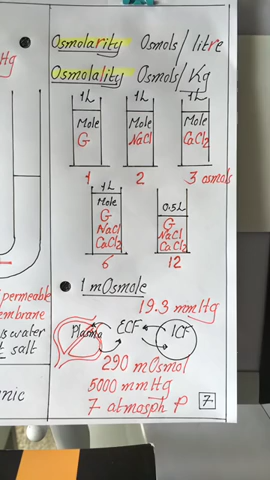 mHg
Osmolarity Osmols/litre
Osmolality Osmols/Kg
1L 1L 1L
Mole Mole Mole
G NaCl CaCl2
1 2 3 osmols
1L 0.5L
Mole
G G
NaCl NaCl
CaCl2 CaCl2
6 12
1 mOsmole
19.3 mmHg
permeable
embrane
water
salt
Plasma ECF ICF
290 mOsmol
5000 mmHg
7 atmosph P
nic
7